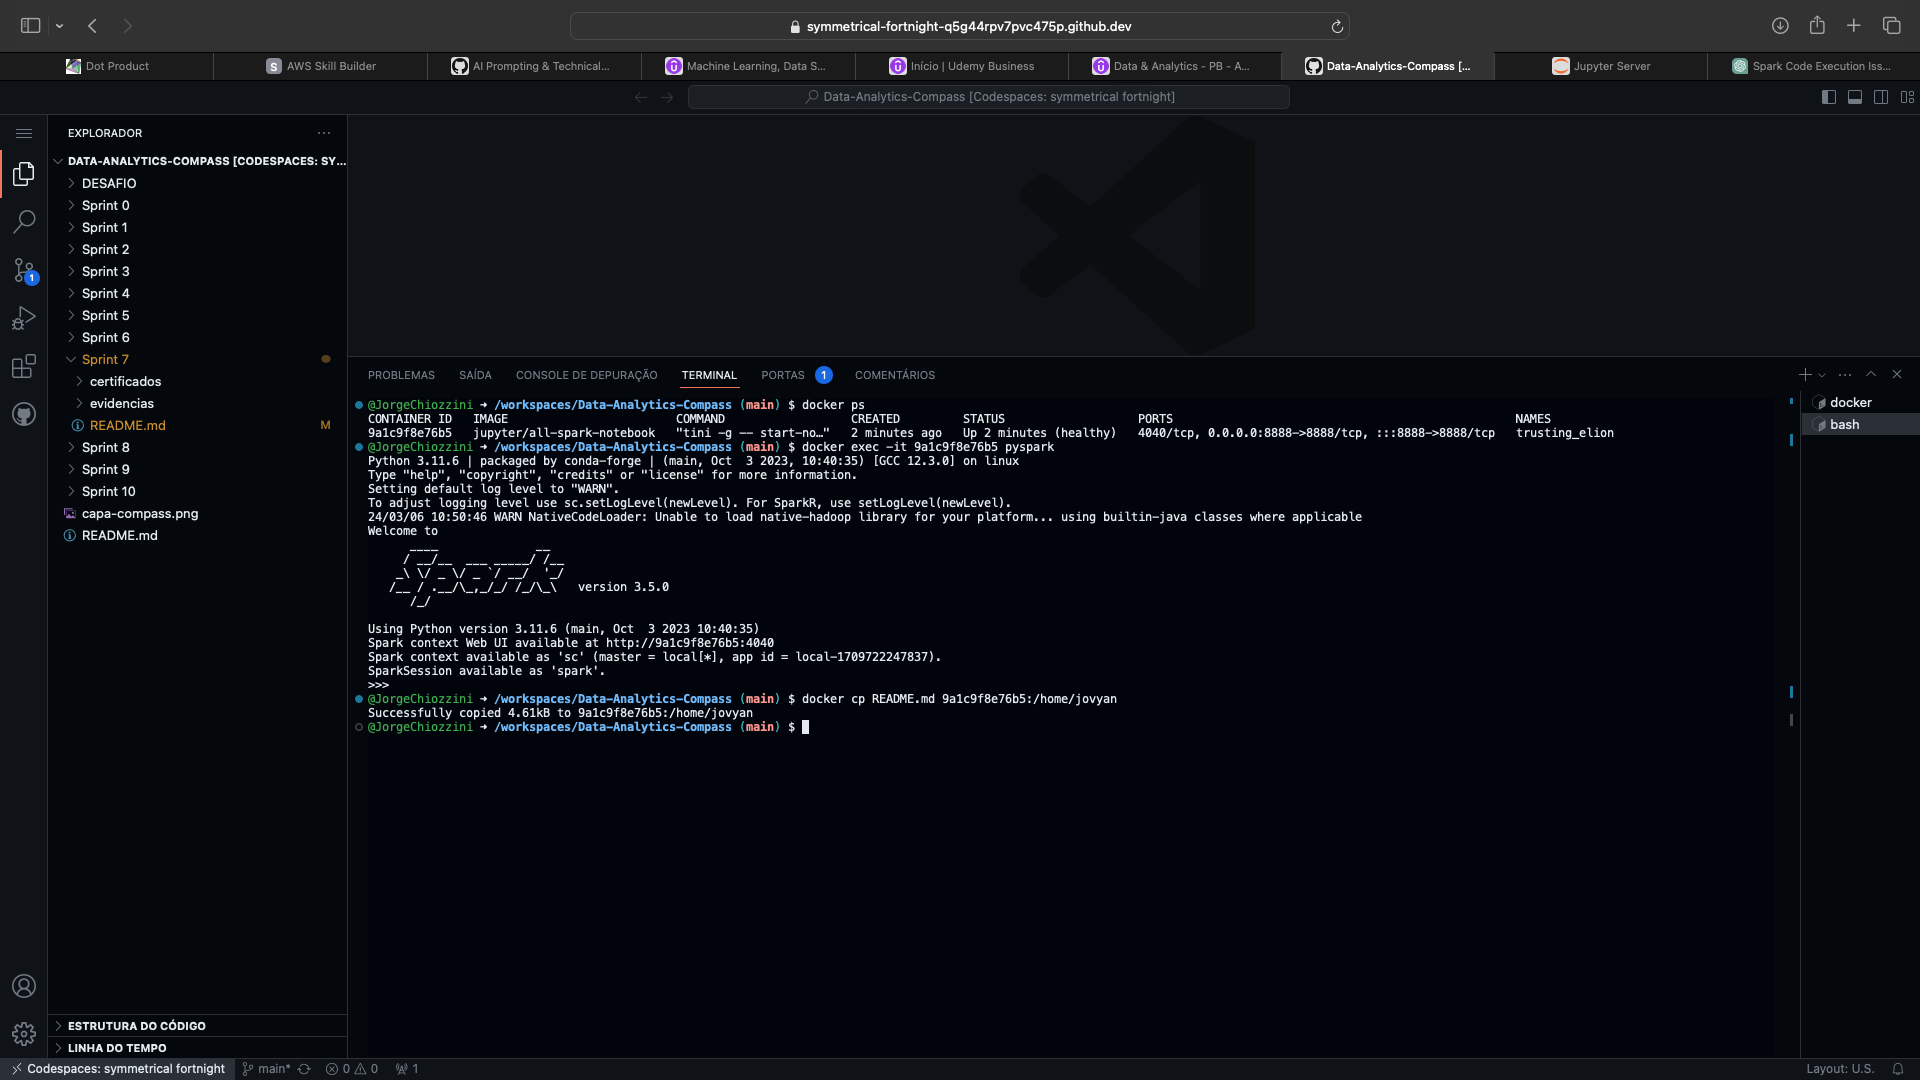 symmetrical-fortnight-q5g44rpv7pvc475p.github.dev
Dot Product
AWS Skill Builder
AI Prompting & Technical...
Machine Learning, Data S...
Início | Udemy Business
Data & Analytics - PB - A...
Data-Analytics-Compass [...
Jupyter Server
Spark Code Execution Iss...
Data-Analytics-Compass [Codespaces: symmetrical fortnight]
EXPLORADOR
DATA-ANALYTICS-COMPASS [CODESPACES: SY...
DESAFIO
Sprint 0
Sprint 1
Sprint 2
Sprint 3
Sprint 4
Sprint 5
Sprint 6
Sprint 7
certificados
evidencias
README.md M
Sprint 8
Sprint 9
Sprint 10
capa-compass.png
README.md
1
ESTRUTURA DO CÓDIGO
LINHA DO TEMPO
PROBLEMAS SAÍDA CONSOLE DE DEPURAÇÃO TERMINAL PORTAS 1 COMENTÁRIOS
@JorgeChiozzini → /workspaces/Data-Analytics-Compass (main) $ docker ps
CONTAINER ID IMAGE COMMAND CREATED STATUS PORTS NAMES
9a1c9f8e76b5 jupyter/all-spark-notebook "tini -g -- start-no…" 2 minutes ago Up 2 minutes (healthy) 4040/tcp, 0.0.0.0:8888->8888/tcp, :::8888->8888/tcp trusting_elion
@JorgeChiozzini → /workspaces/Data-Analytics-Compass (main) $ docker exec -it 9a1c9f8e76b5 pyspark
Python 3.11.6 | packaged by conda-forge | (main, Oct  3 2023, 10:40:35) [GCC 12.3.0] on linux
Type "help", "copyright", "credits" or "license" for more information.
Setting default log level to "WARN".
To adjust logging level use sc.setLogLevel(newLevel). For SparkR, use setLogLevel(newLevel).
24/03/06 10:50:46 WARN NativeCodeLoader: Unable to load native-hadoop library for your platform... using builtin-java classes where applicable
Welcome to
      ____              __
     / __/__  ___ _____/ /__
    _\ \/ _ \/ _ `/ __/  '_/
   /__ / .__/\_,_/_/ /_/\_\   version 3.5.0
      /_/
Using Python version 3.11.6 (main, Oct  3 2023 10:40:35)
Spark context Web UI available at http://9a1c9f8e76b5:4040
Spark context available as 'sc' (master = local[*], app id = local-1709722247837).
SparkSession available as 'spark'.
>>>
@JorgeChiozzini → /workspaces/Data-Analytics-Compass (main) $ docker cp README.md 9a1c9f8e76b5:/home/jovyan
Successfully copied 4.61kB to 9a1c9f8e76b5:/home/jovyan
@JorgeChiozzini → /workspaces/Data-Analytics-Compass (main) $
docker
bash
Codespaces: symmetrical fortnight main* 0 0 1 Layout: U.S.